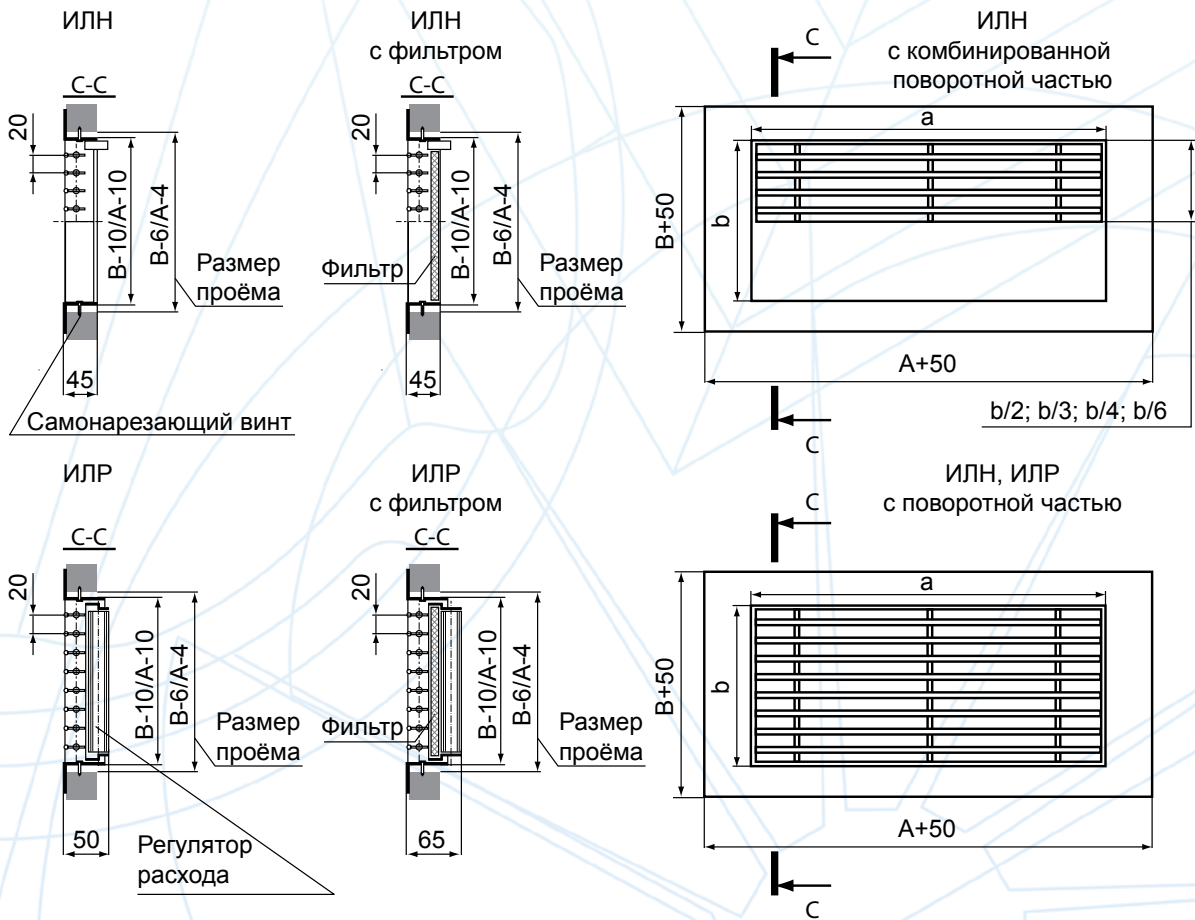 ИЛН
С-С
20
В-10/А-10
В-6/А-4
Размер
проёма
45
Самонарезающий винт
ИЛН
с фильтром
С-С
20
Фильтр
В-10/А-10
В-6/А-4
Размер
проёма
45
ИЛН
с комбинированной
поворотной частью
С
a
b
В+50
А+50
b/2; b/3; b/4; b/6
С
ИЛР
С-С
20
В-10/А-10
В-6/А-4
Размер
проёма
50
Регулятор
расхода
ИЛР
с фильтром
С-С
20
Фильтр
В-10/А-10
В-6/А-4
Размер
проёма
65
ИЛН, ИЛР
с поворотной частью
С
a
b
В+50
А+50
С